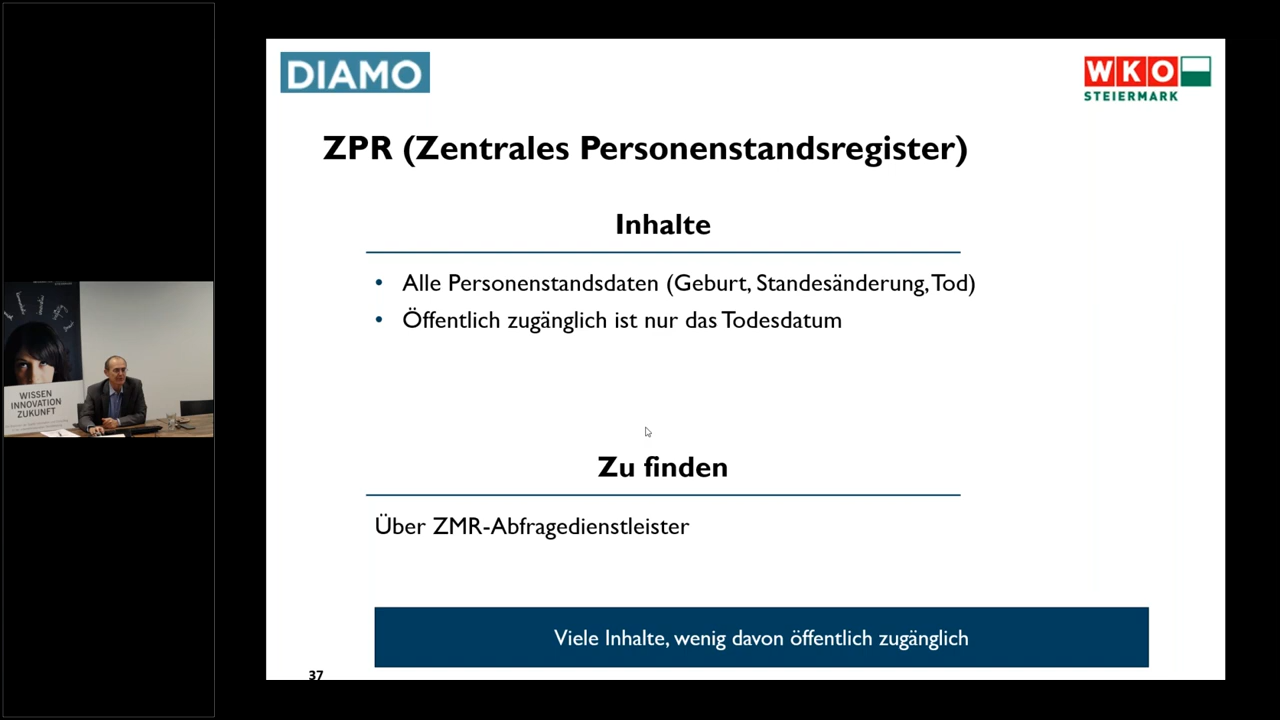 DIAMO
WKO
STEIERMARK
ZPR (Zentrales Personenstandsregister)
Inhalte
• Alle Personenstandsdaten (Geburt, Standesänderung, Tod)
• Öffentlich zugänglich ist nur das Todesdatum
Zu finden
Über ZMR-Abfragedienstleister
Viele Inhalte, wenig davon öffentlich zugänglich
37
WISSEN
INNOVATION
ZUKUNFT